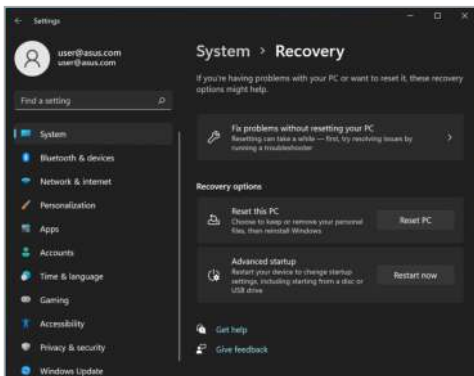 Settings
user@asus.com
user@asus.com
Find a setting
System
Bluetooth & devices
Network & internet
Personalization
Apps
Accounts
Time & language
Gaming
Accessibility
Privacy & security
Windows Update
System > Recovery
If you're having problems with your PC or want to reset it, these recovery
options might help.
Fix problems without resetting your PC
Resetting can take a while — first, try resolving issues by
running a troubleshooter
Recovery options
Reset this PC
Choose to keep or remove your personal
files, then reinstall Windows
Reset PC
Advanced startup
Restart your device to change startup
settings, including starting from a disc or
USB drive
Restart now
Get help
Give feedback